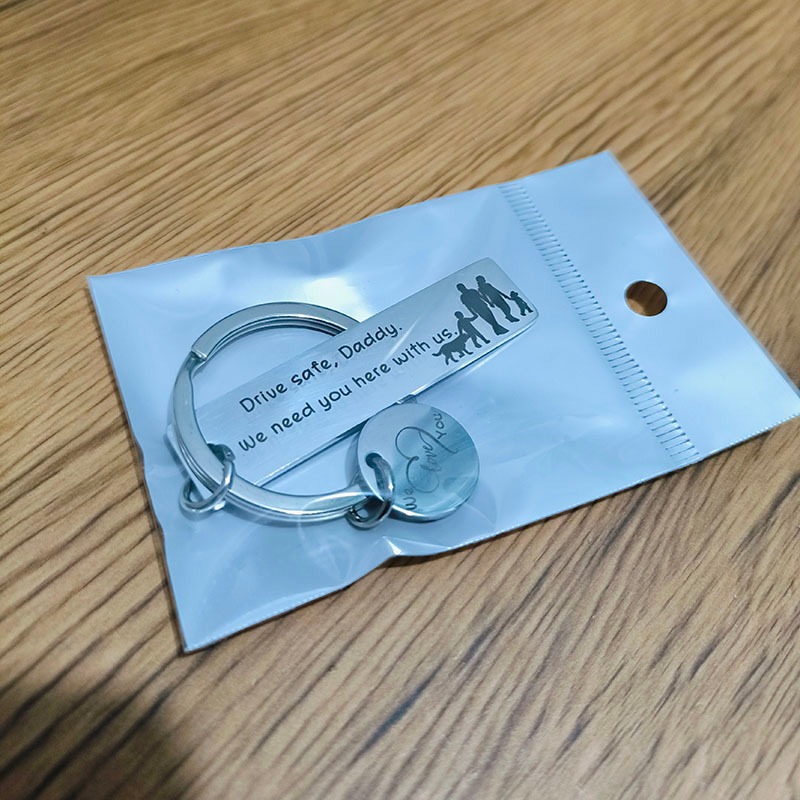 Drive safe, Daddy.
we need you here with us.
We love you